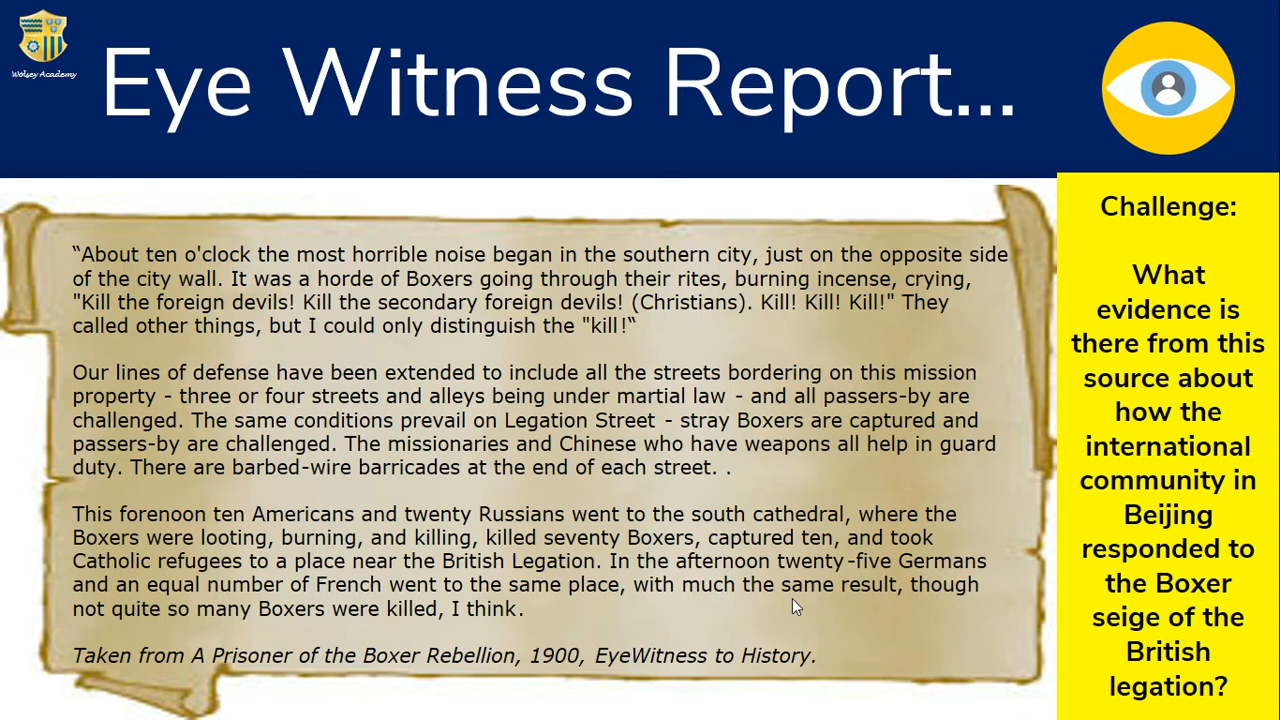 Wolsey Academy
Eye Witness Report...
“About ten o'clock the most horrible noise began in the southern city, just on the opposite side
of the city wall. It was a horde of Boxers going through their rites, burning incense, crying,
"Kill the foreign devils! Kill the secondary foreign devils! (Christians). Kill! Kill! Kill!" They
called other things, but I could only distinguish the "kill!“
Our lines of defense have been extended to include all the streets bordering on this mission
property - three or four streets and alleys being under martial law - and all passers-by are
challenged. The same conditions prevail on Legation Street - stray Boxers are captured and
passers-by are challenged. The missionaries and Chinese who have weapons all help in guard
duty. There are barbed-wire barricades at the end of each street. .
This forenoon ten Americans and twenty Russians went to the south cathedral, where the
Boxers were looting, burning, and killing, killed seventy Boxers, captured ten, and took
Catholic refugees to a place near the British Legation. In the afternoon twenty-five Germans
and an equal number of French went to the same place, with much the same result, though
not quite so many Boxers were killed, I think.
Taken from A Prisoner of the Boxer Rebellion, 1900, EyeWitness to History.
Challenge:
What
evidence is
there from this
source about
how the
international
community in
Beijing
responded to
the Boxer
seige of the
British
legation?